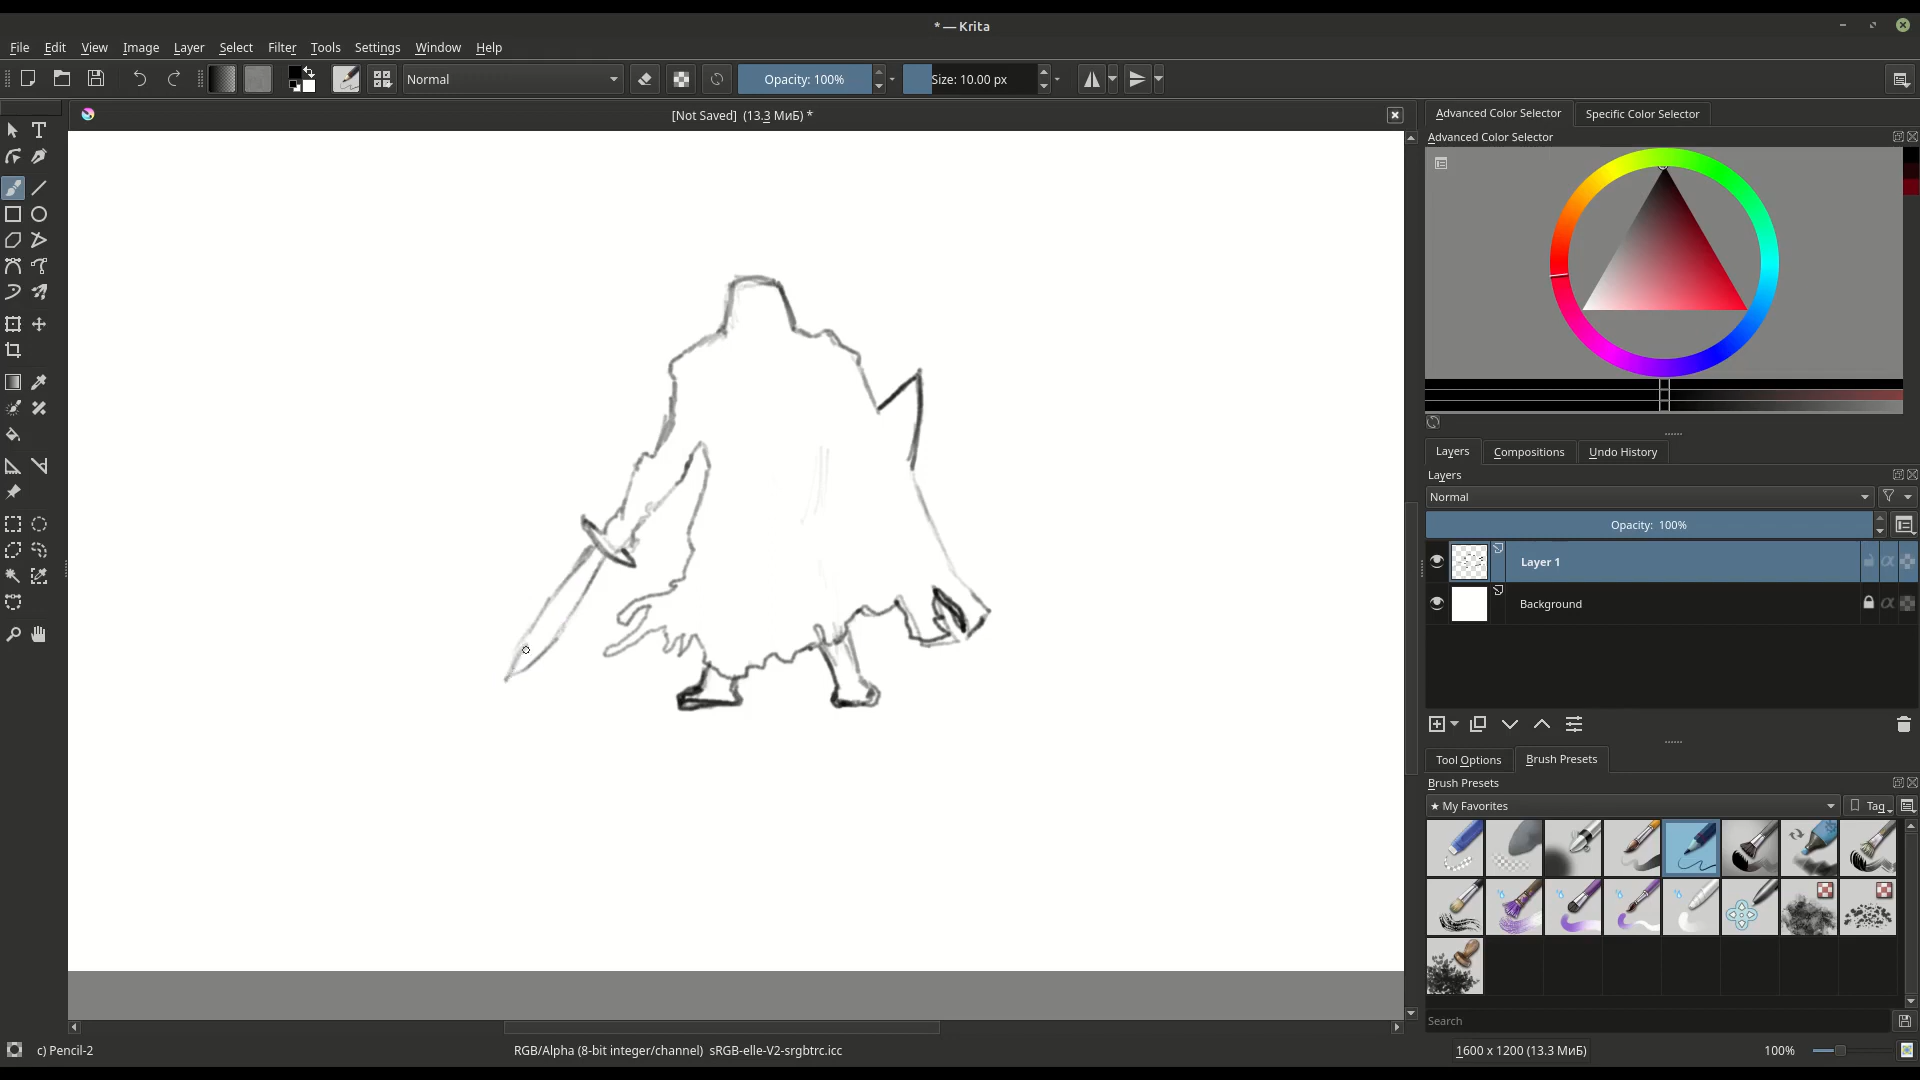 * — Krita
File Edit View Image Layer Select Filter Tools Settings Window Help
Normal Opacity: 100% Size: 10.00 px
[Not Saved] (13.3 МиБ) *
Advanced Color Selector Specific Color Selector
Advanced Color Selector
Layers Compositions Undo History
Layers
Normal
Opacity: 100%
Layer 1
Background
Tool Options Brush Presets
Brush Presets
★ My Favorites Tag
Search
c) Pencil-2 RGB/Alpha (8-bit integer/channel) sRGB-elle-V2-srgbtrc.icc 1600 x 1200 (13.3 МиБ) 100%